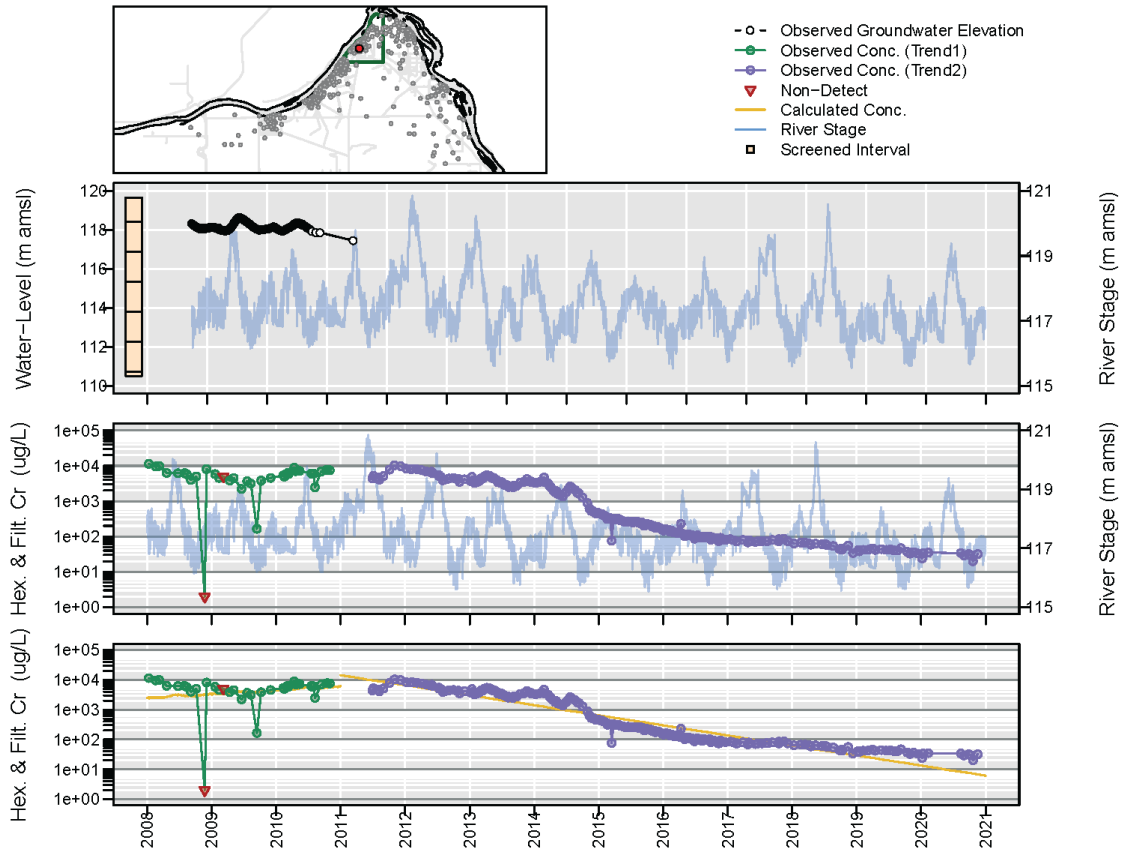 Observed Groundwater Elevation
Observed Conc. (Trend1)
Observed Conc. (Trend2)
Non−Detect
Calculated Conc.
River Stage
Screened Interval
Water−Level (m amsl)
120
118
116
114
112
110
121
119
117
115
River Stage (m amsl)
Hex. & Filt. Cr (ug/L)
1e+05
1e+04
1e+03
1e+02
1e+01
1e+00
121
119
117
115
River Stage (m amsl)
Hex. & Filt. Cr (ug/L)
1e+05
1e+04
1e+03
1e+02
1e+01
1e+00
2008
2009
2010
2011
2012
2013
2014
2015
2016
2017
2018
2019
2020
2021